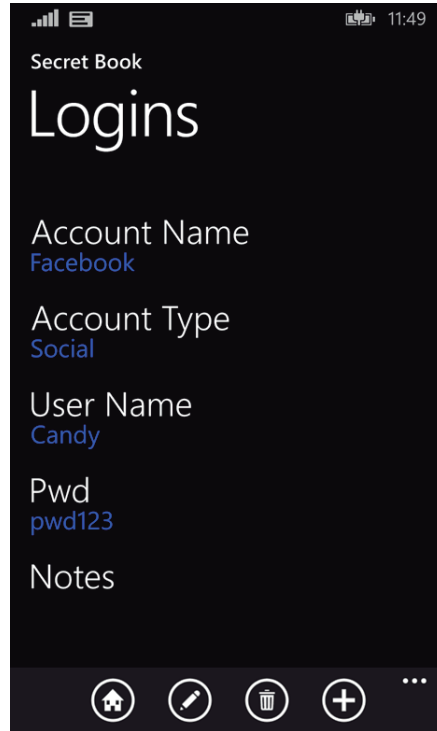 11:49
Secret Book
Logins
Account Name
Facebook
Account Type
Social
User Name
Candy
Pwd
pwd123
Notes